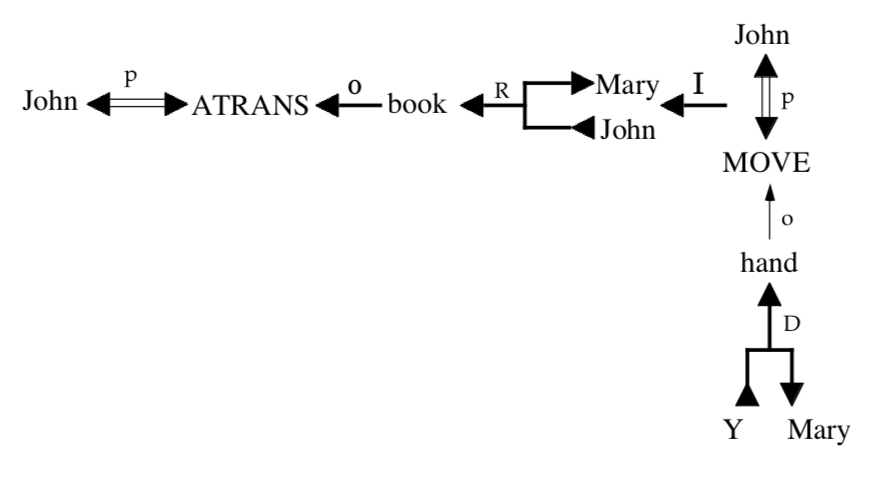 John
p
John p ATRANS o book R Mary I
John
MOVE
o
hand
D
Y Mary